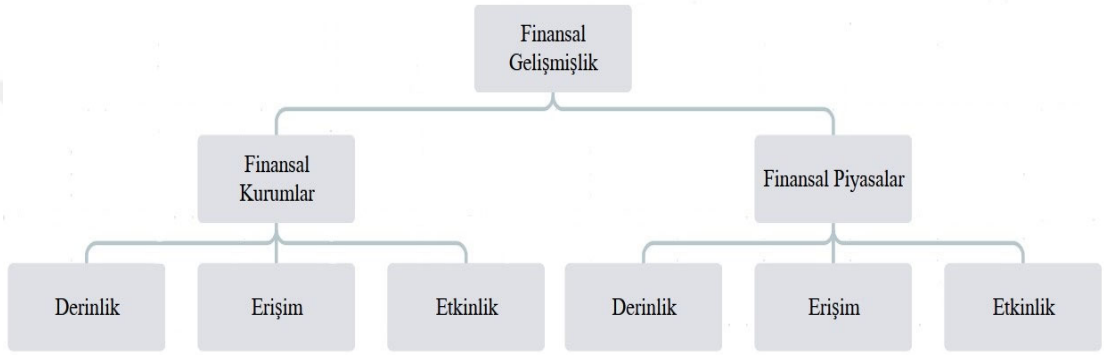 Finansal
Gelişmişlik
Finansal
Kurumlar
Finansal Piyasalar
Derinlik
Erişim
Etkinlik
Derinlik
Erişim
Etkinlik